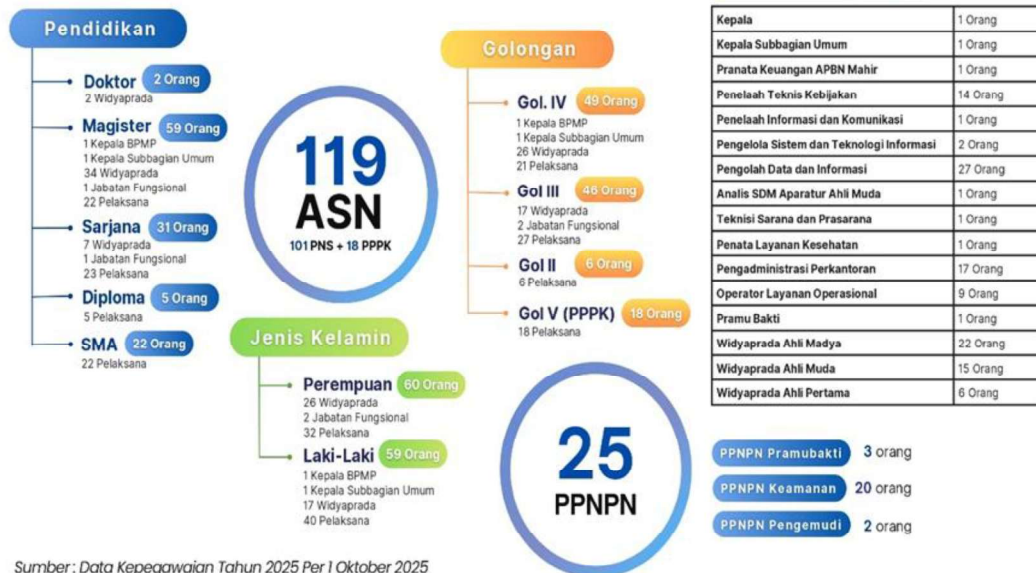 Pendidikan
Doktor 2 Orang
2 Widyaprada
Magister 59 Orang
1 Kepala BPMP
1 Kepala Subbagian Umum
34 Widyaprada
1 Jabatan Fungsional
22 Pelaksana
Sarjana 31 Orang
7 Widyaprada
1 Jabatan Fungsional
23 Pelaksana
Diploma 5 Orang
5 Pelaksana
SMA 22 Orang
22 Pelaksana
119
ASN
101 PNS + 18 PPPK
Jenis Kelamin
Perempuan 60 Orang
26 Widyaprada
2 Jabatan Fungsional
32 Pelaksana
Laki-Laki 59 Orang
1 Kepala BPMP
1 Kepala Subbagian Umum
17 Widyaprada
40 Pelaksana
Golongan
Gol. IV 49 Orang
1 Kepala BPMP
1 Kepala Subbagian Umum
26 Widyaprada
21 Pelaksana
Gol III 46 Orang
17 Widyaprada
2 Jabatan Fungsional
27 Pelaksana
Gol II 6 Orang
6 Pelaksana
Gol V (PPPK) 18 Orang
18 Pelaksana
25
PPNPN
Kepala 1 Orang
Kepala Subbagian Umum 1 Orang
Pranata Keuangan APBN Mahir 1 Orang
Penelaah Teknis Kebijakan 14 Orang
Penelaah Informasi dan Komunikasi 1 Orang
Pengelola Sistem dan Teknologi Informasi 2 Orang
Pengolah Data dan Informasi 27 Orang
Analis SDM Aparatur Ahli Muda 1 Orang
Teknisi Sarana dan Prasarana 1 Orang
Penata Layanan Kesehatan 1 Orang
Pengadministrasi Perkantoran 17 Orang
Operator Layanan Operasional 9 Orang
Pramu Bakti 1 Orang
Widyaprada Ahli Madya 22 Orang
Widyaprada Ahli Muda 15 Orang
Widyaprada Ahli Pertama 6 Orang
PPNPN Pramubakti 3 orang
PPNPN Keamanan 20 orang
PPNPN Pengemudi 2 orang
Sumber : Data Kepegawaian Tahun 2025 Per 1 Oktober 2025